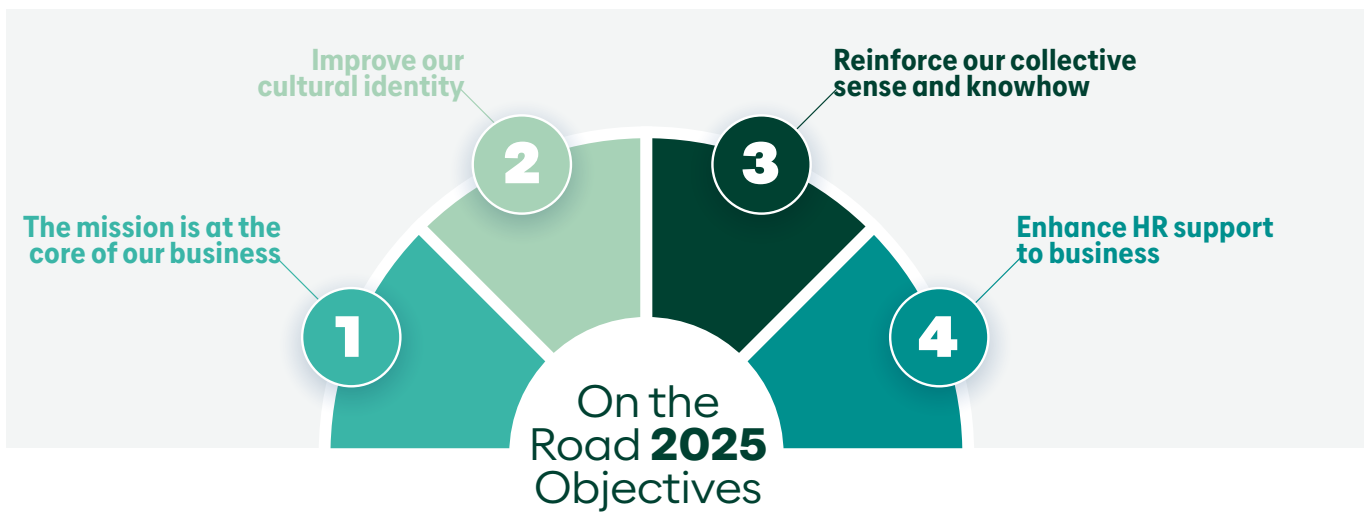 Improve our
cultural identity
Reinforce our collective
sense and knowhow
2
3
The mission is at the
core of our business
Enhance HR support
to business
1
4
On the
Road 2025
Objectives